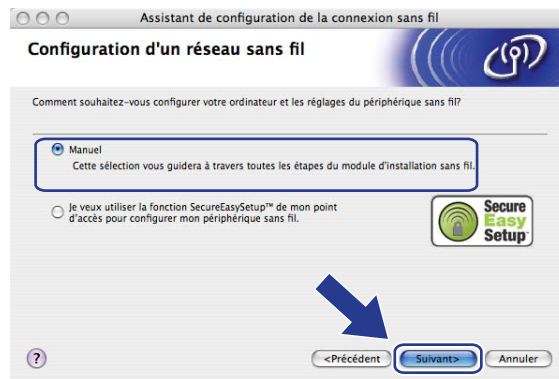 Assistant de configuration de la connexion sans fil
Configuration d'un réseau sans fil
Comment souhaitez-vous configurer votre ordinateur et les réglages du périphérique sans fil?
Manuel
Cette sélection vous guidera à travers toutes les étapes du module d'installation sans fil.
Je veux utiliser la fonction SecureEasySetup™ de mon point
d'accès pour configurer mon périphérique sans fil.
Secure
Easy
Setup™
?
<Précédent
Suivant>
Annuler